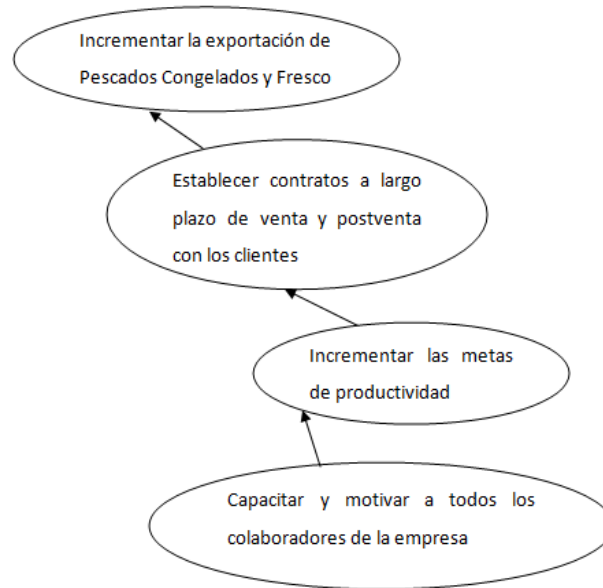 Incrementar la exportación de
Pescados Congelados y Fresco
Establecer contratos a largo
plazo de venta y postventa
con los clientes
Incrementar las metas
de productividad
Capacitar y motivar a todos los
colaboradores de la empresa